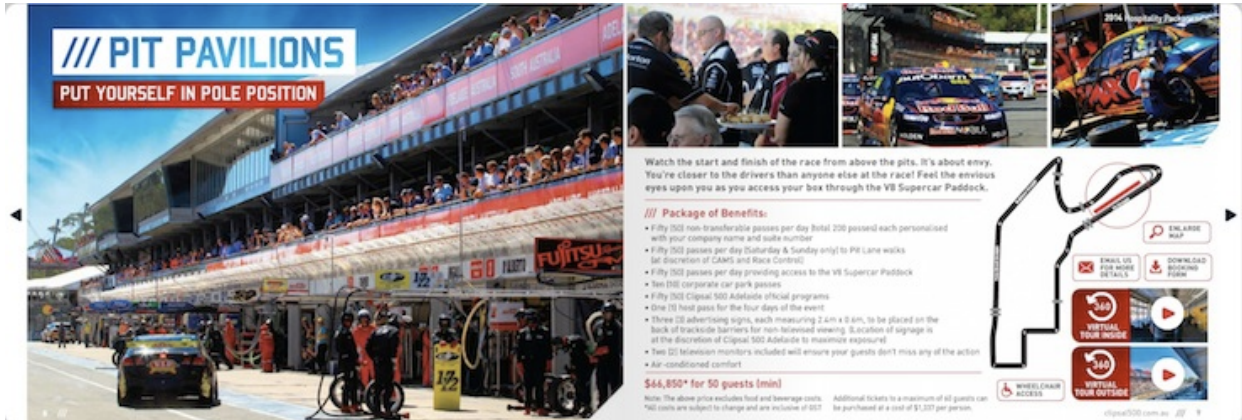 /// PIT PAVILIONS
PUT YOURSELF IN POLE POSITION
ADEL
SOUTH AUSTRALIA
FUJITSU
2014 Hospitality Packages
Red Bull
HOLDEN
Watch the start and finish of the race from above the pits. It's about envy.
You're closer to the drivers than anyone else at the race! Feel the envious
eyes upon you as you access your box through the V8 Supercar Paddock.
/// Package of Benefits:
• Fifty (50) non-transferable passes per day (total 200 passes) each personalised
with your company name and suite number
• Fifty (50) passes per day (Saturday & Sunday only) to Pit Lane walks
(at discretion of CAMS and Race Control)
• Fifty (50) passes per day providing access to the V8 Supercar Paddock
• Ten (10) corporate car park passes
• Fifty (50) Clipsal 500 Adelaide official programs
• One (1) host pass for the four days of the event
• Three (3) advertising signs, each measuring 2.4m x 0.6m, to be placed on the
back of trackside barriers for non-televised viewing. (Location of signage is
at the discretion of Clipsal 500 Adelaide to maximize exposure)
• Two (2) television monitors included will ensure your guests don't miss any of the action
• Air-conditioned comfort
$66,850* for 50 guests (min)
Note: The above price excludes food and beverage costs.
*All costs are subject to change and are inclusive of GST
Additional tickets to a maximum of 60 guests can
be purchased at a cost of $1,337 per person.
ENLARGE
MAP
EMAIL US
FOR MORE
DETAILS
DOWNLOAD
BOOKING
FORM
360
VIRTUAL
TOUR INSIDE
360
VIRTUAL
TOUR OUTSIDE
WHEELCHAIR
ACCESS
8 ///
clipsal500.com.au /// 9